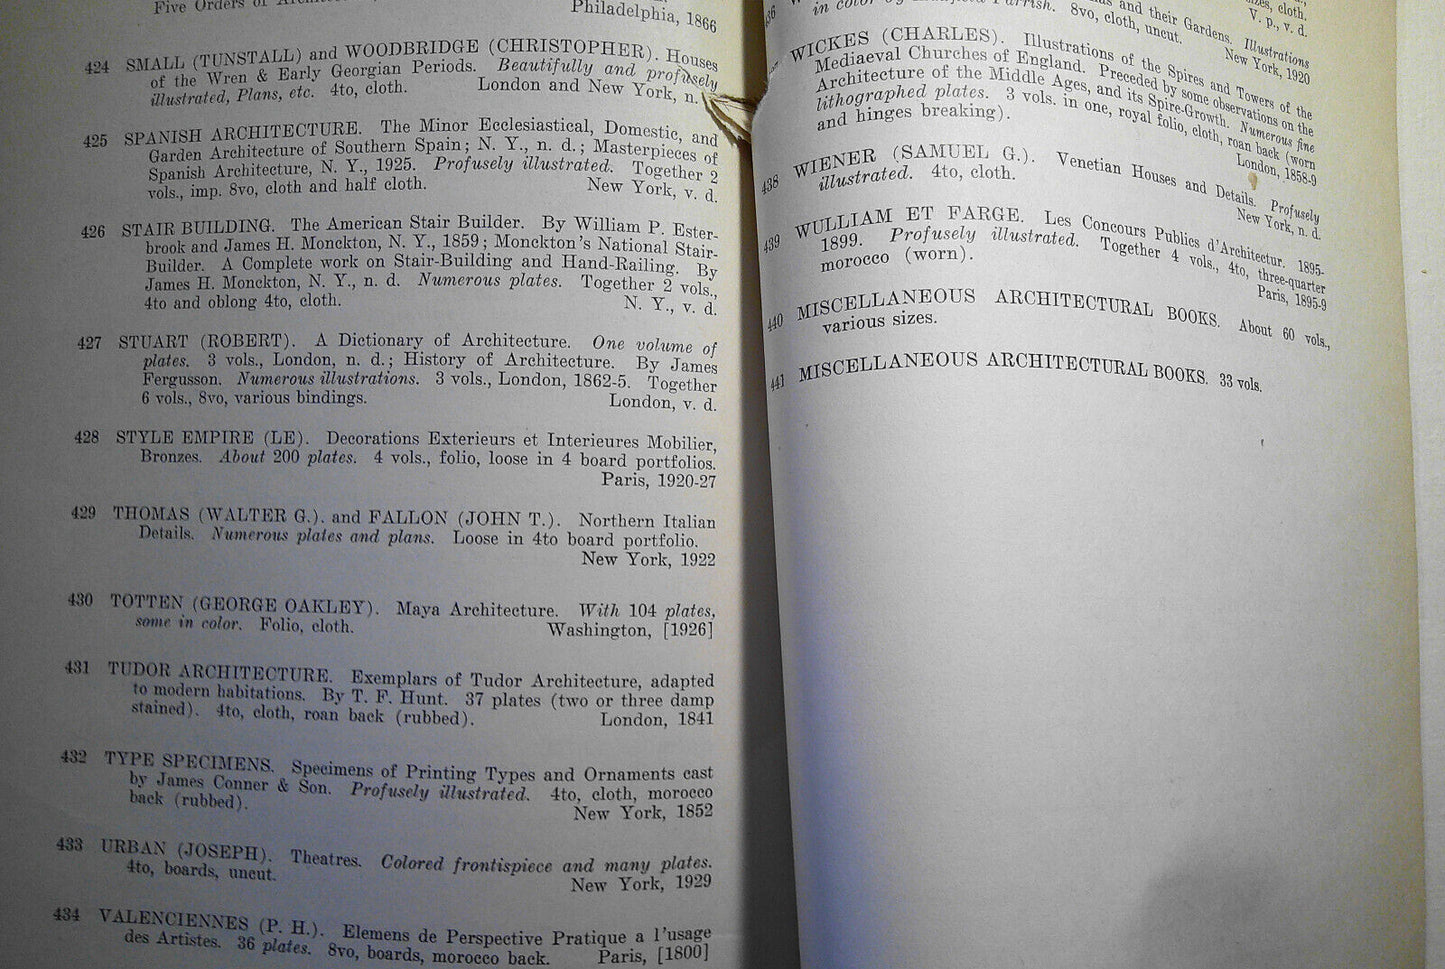 Five Orders of
Philadelphia, 1866
424 SMALL (TUNSTALL) and WOODBRIDGE (CHRISTOPHER). Houses
of the Wren & Early Georgian Periods. Beautifully and profusely
illustrated, Plans, etc. 4to, cloth. London and New York, n.
425 SPANISH ARCHITECTURE. The Minor Ecclesiastical, Domestic, and
Garden Architecture of Southern Spain; N. Y., n. d.; Masterpieces of
Spanish Architecture, N. Y., 1925. Profusely illustrated. Together 2
vols., imp. 8vo, cloth and half cloth. New York, v. d.
426 STAIR BUILDING. The American Stair Builder. By William P. Ester-
brook and James H. Monckton, N. Y., 1859; Monckton's National Stair-
Builder. A Complete work on Stair-Building and Hand-Railing. By
James H. Monckton, N. Y., n. d. Numerous plates. Together 2 vols.,
4to and oblong 4to, cloth. N. Y., v. d.
427 STUART (ROBERT). A Dictionary of Architecture. One volume of
plates. 3 vols., London, n. d.; History of Architecture. By James
Fergusson. Numerous illustrations. 3 vols., London, 1862-5. Together
6 vols., 8vo, various bindings. London, v. d.
428 STYLE EMPIRE (LE). Decorations Exterieurs et Interieures Mobilier,
Bronzes. About 200 plates. 4 vols., folio, loose in 4 board portfolios.
Paris, 1920-27
429 THOMAS (WALTER G.). and FALLON (JOHN T.). Northern Italian
Details. Numerous plates and plans. Loose in 4to board portfolio.
New York, 1922
430 TOTTEN (GEORGE OAKLEY). Maya Architecture. With 104 plates,
some in color. Folio, cloth. Washington, [1926]
431 TUDOR ARCHITECTURE. Exemplars of Tudor Architecture, adapted
to modern habitations. By T. F. Hunt. 37 plates (two or three damp
stained). 4to, cloth, roan back (rubbed). London, 1841
432 TYPE SPECIMENS. Specimens of Printing Types and Ornaments cast
by James Conner & Son. Profusely illustrated. 4to, cloth, morocco
back (rubbed). New York, 1852
433 URBAN (JOSEPH). Theatres. Colored frontispiece and many plates.
4to, boards, uncut. New York, 1929
434 VALENCIENNES (P. H.). Elemens de Perspective Pratique a l'usage
des Artistes. 36 plates. 8vo, boards, morocco back. Paris, [1800]
cloth.
V. p., v. d.
436 and their Gardens. Illustrations
in color by Parrish. 8vo, cloth, uncut. New York, 1920
WICKES (CHARLES). Illustrations of the Spires and Towers of the
Mediaeval Churches of England. Preceded by some observations on the
Architecture of the Middle Ages, and its Spire-Growth. Numerous fine
lithographed plates. 3 vols. in one, royal folio, cloth, roan back (worn
and hinges breaking). London, 1858-9
438 WIENER (SAMUEL G.). Venetian Houses and Details. Profusely
illustrated. 4to, cloth. New York, n. d.
439 WULLIAM ET FARGE. Les Concours Publics d'Architectur. 1895-
1899. Profusely illustrated. Together 4 vols., 4to, three-quarter
morocco (worn). Paris, 1895-9
440 MISCELLANEOUS ARCHITECTURAL BOOKS. About 60 vols.,
various sizes.
441 MISCELLANEOUS ARCHITECTURAL BOOKS. 33 vols.